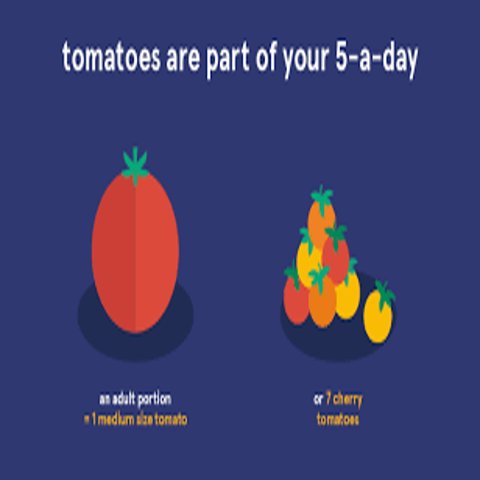 tomatoes are part of your 5-a-day
an adult portion
= 1 medium size tomato
or 7 cherry
tomatoes